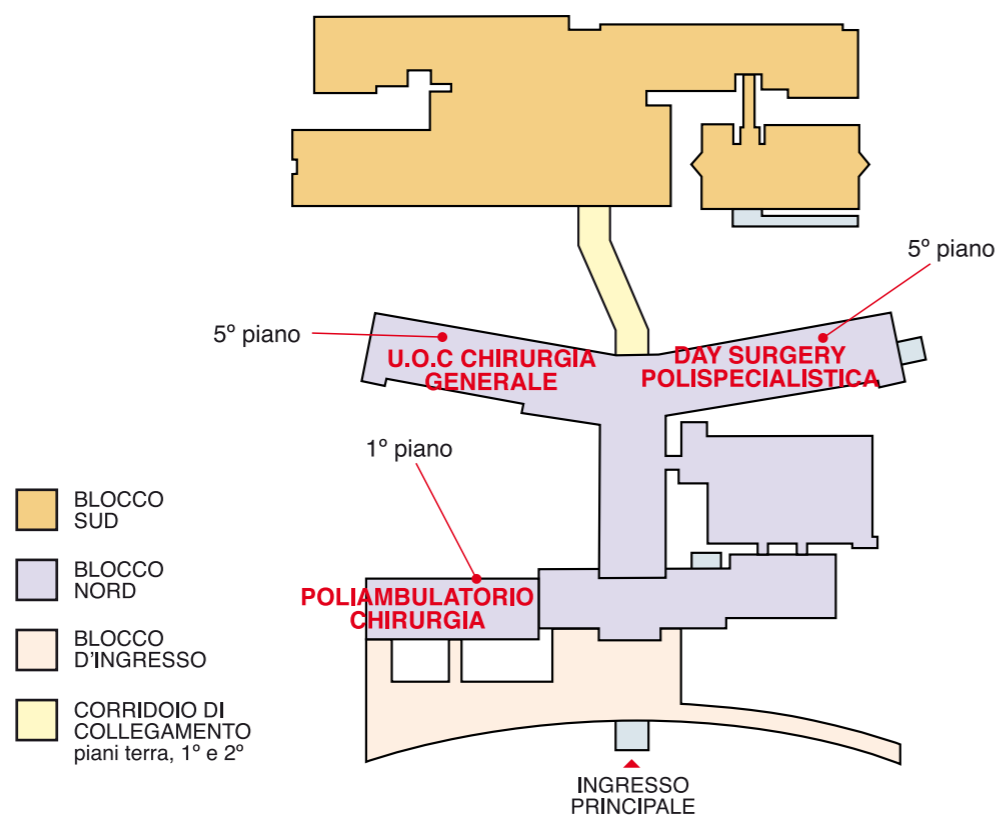 5º piano
5º piano
U.O.C CHIRURGIA
GENERALE
DAY SURGERY
POLISPECIALISTICA
1º piano
POLIAMBULATORIO
CHIRURGIA
BLOCCO
SUD
BLOCCO
NORD
BLOCCO
D'INGRESSO
CORRIDOIO DI
COLLEGAMENTO
piani terra, 1º e 2º
INGRESSO
PRINCIPALE